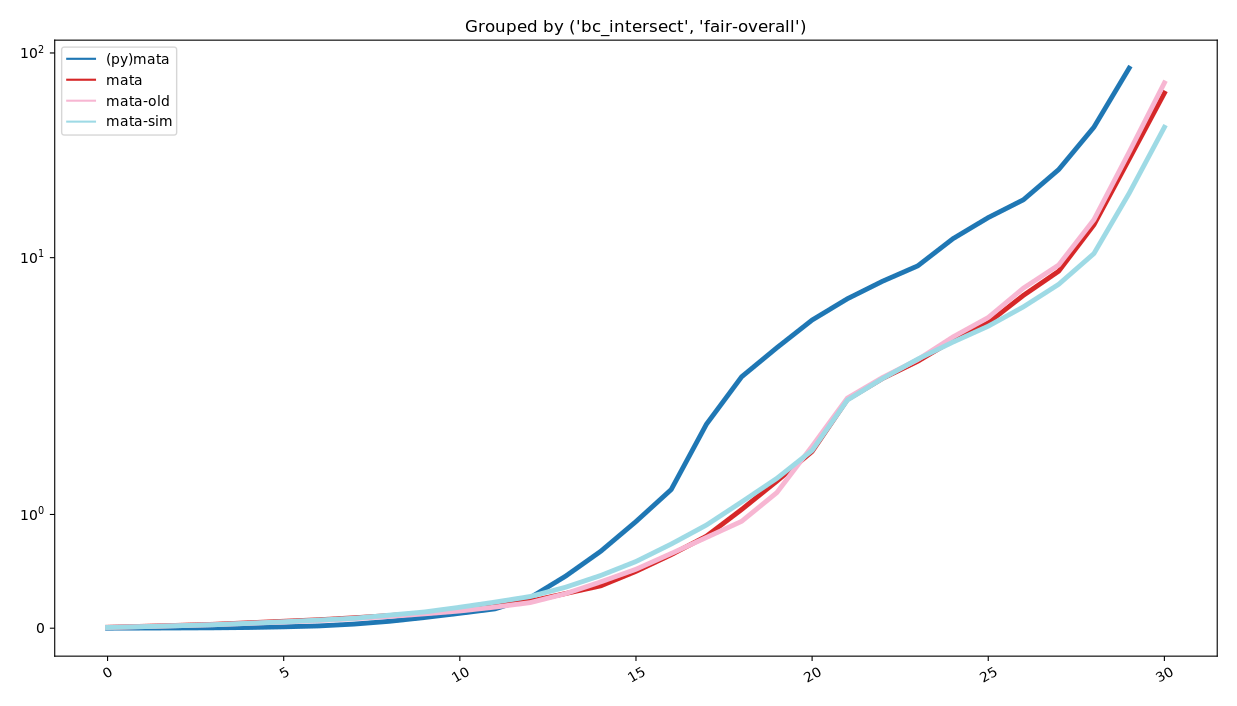 Grouped by ('bc_intersect', 'fair-overall')
(py)mata
mata
mata-old
mata-sim
10²
10¹
10⁰
0
0 5 10 15 20 25 30